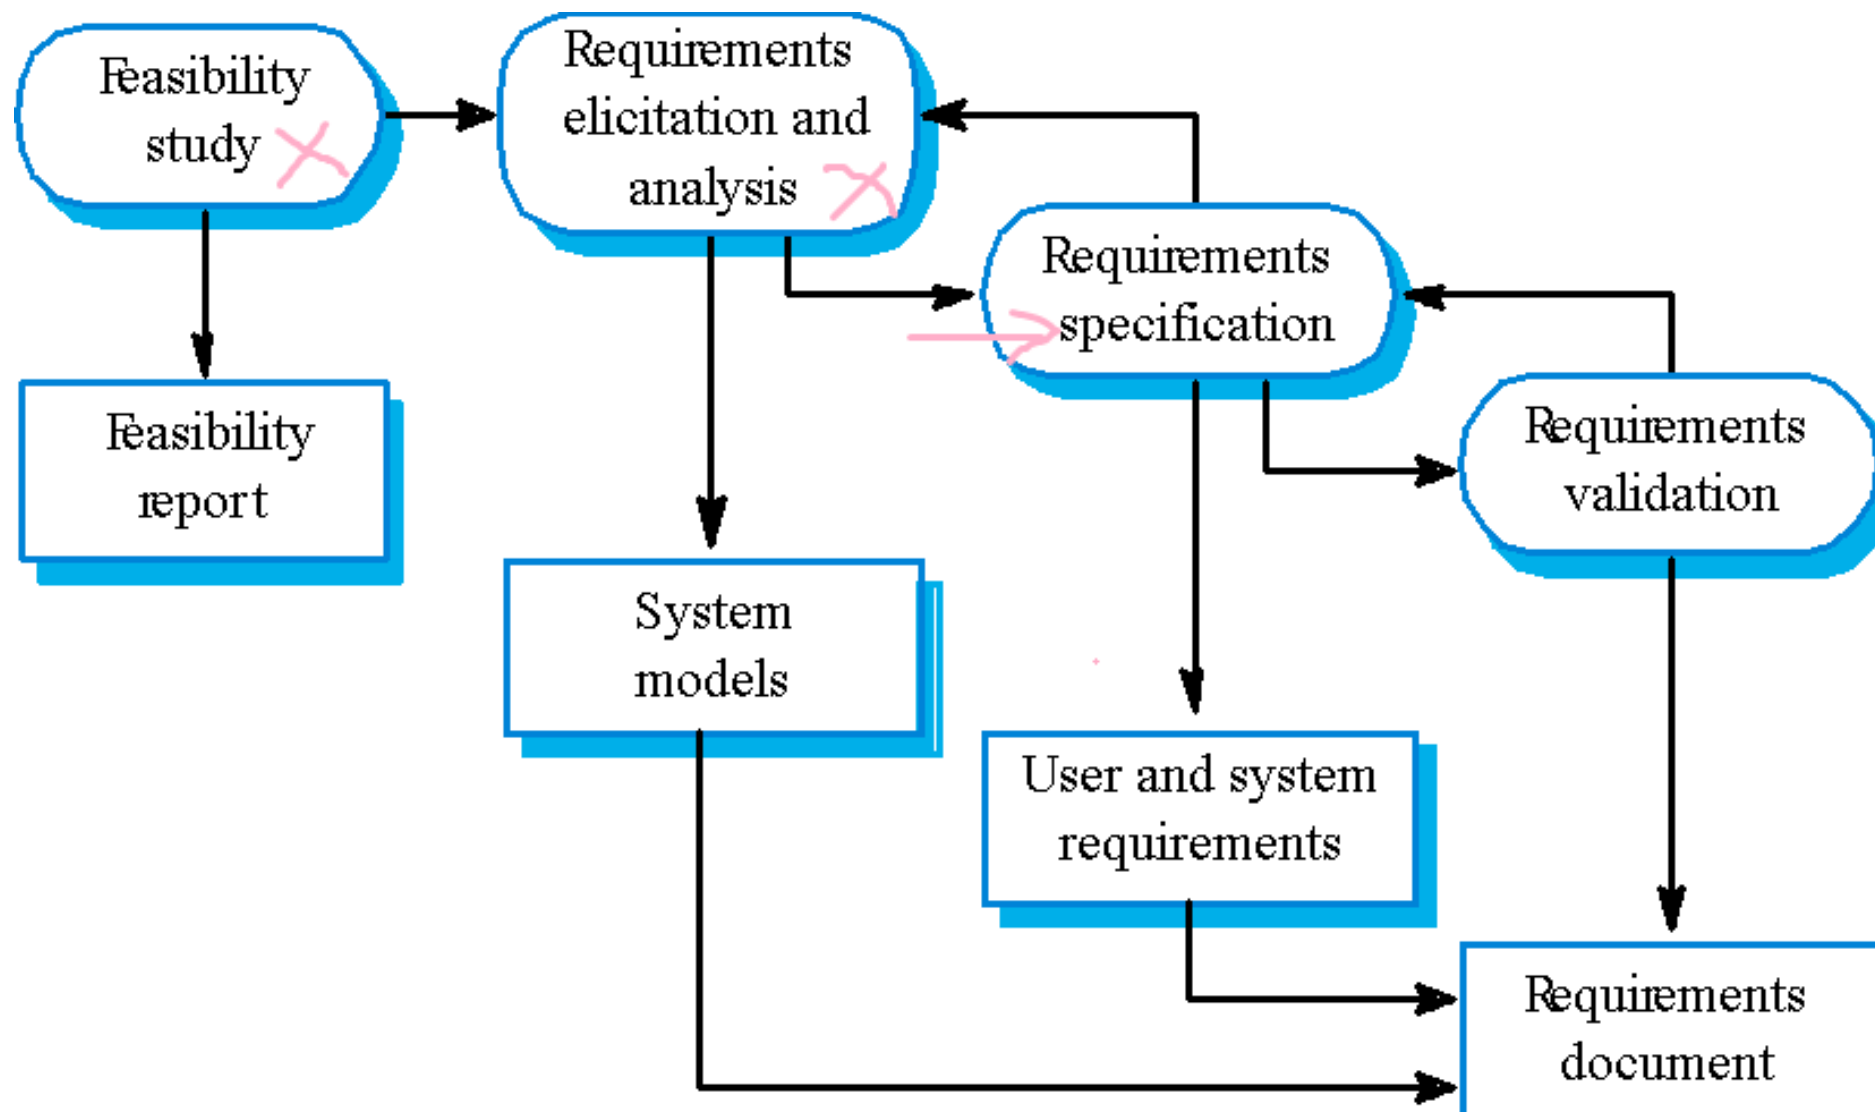 Feasibility
study
Requirements
elicitation and
analysis
Requirements
specification
Requirements
validation
Feasibility
report
System
models
User and system
requirements
Requirements
document